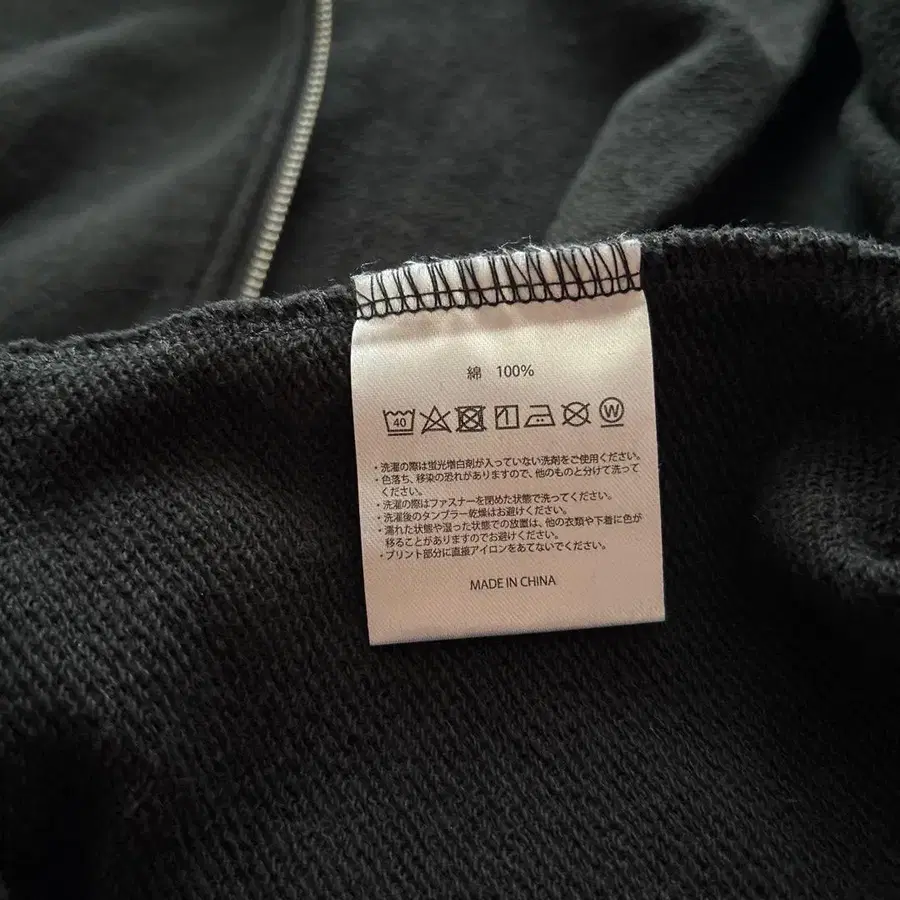 綿 100%
40 W
・洗濯の際は蛍光増白剤が入っていない洗剤をご使用ください。
・色落ち、移染の恐れがありますので、他のものと分けて洗って
ください。
・洗濯の際はファスナーを閉めた状態で洗ってください。
・洗濯後のタンブラー乾燥はお避けください。
・濡れた状態や湿った状態での放置は、他の衣類や下着に色が
移ることがありますのでお避けください。
・プリント部分に直接アイロンをあてないでください。
MADE IN CHINA